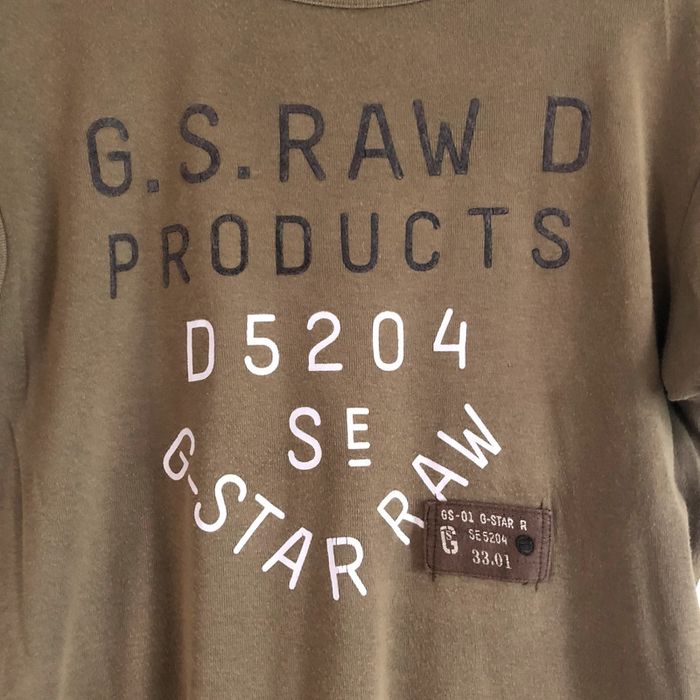 G.S.RAW D
PRODUCTS
D5204
SE
G-STAR RAW
GS-01 G-STAR R
SE5204
33.01